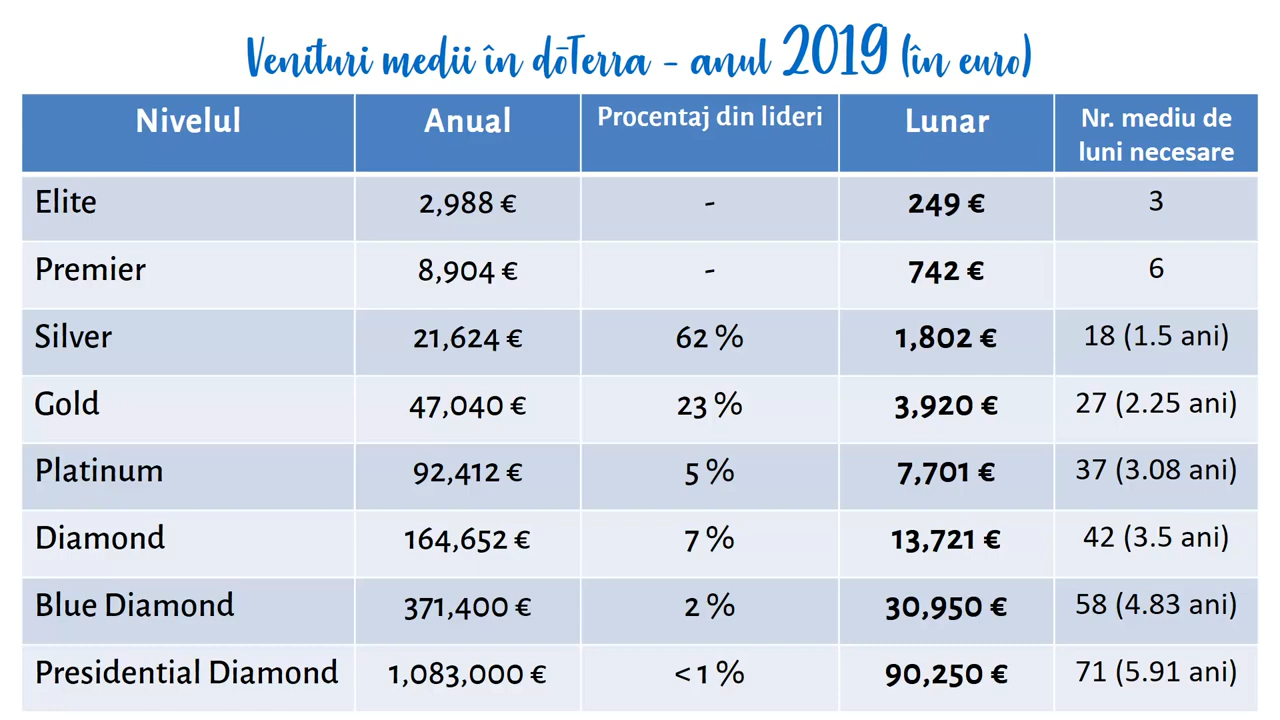 Venituri medii în dōTerra - anul 2019 (în euro)
Nivelul Anual Procentaj din lideri Lunar Nr. mediu de luni necesare
Elite 2,988 € - 249 € 3
Premier 8,904 € - 742 € 6
Silver 21,624 € 62 % 1,802 € 18 (1.5 ani)
Gold 47,040 € 23 % 3,920 € 27 (2.25 ani)
Platinum 92,412 € 5 % 7,701 € 37 (3.08 ani)
Diamond 164,652 € 7 % 13,721 € 42 (3.5 ani)
Blue Diamond 371,400 € 2 % 30,950 € 58 (4.83 ani)
Presidential Diamond 1,083,000 € <1 % 90,250 € 71 (5.91 ani)